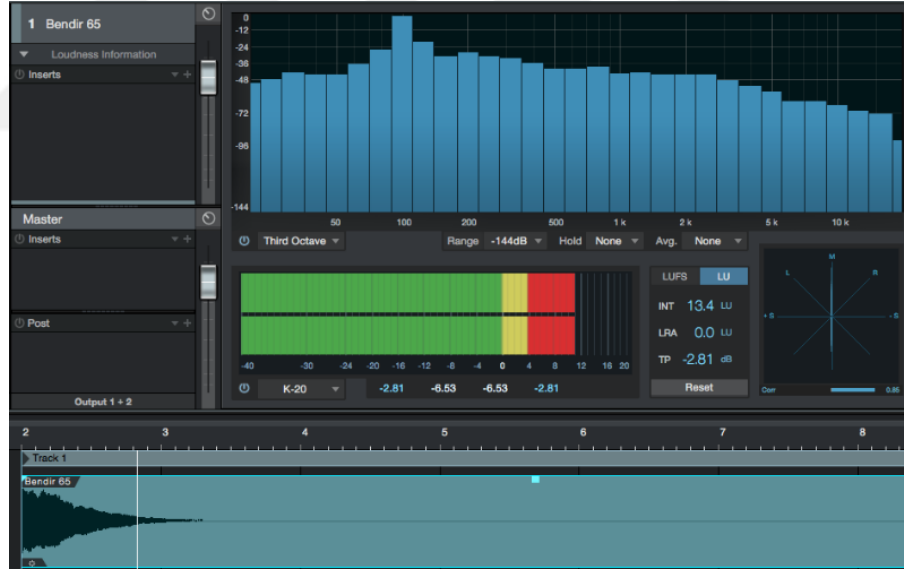 1 Bendir 65
Loudness Information
Inserts
Master
Inserts
Post
Output 1 + 2
0
-12
-24
-36
-48
-72
-96
-144
50 100 200 500 1 k 2 k 5 k 10 k
Third Octave Range -144dB Hold None Avg. None
-40 -30 -24 -20 -16 -12 -8 -4 0 4 8 12 16 20
K-20 -2.81 -6.53 -6.53 -2.81
LUFS LU
INT 13.4 LU
LRA 0.0 LU
TP -2.81 dB
Reset
M
L R
+ S - S
Corr 0.85
2 3 4 5 6 7 8
Track 1
Bendir 65